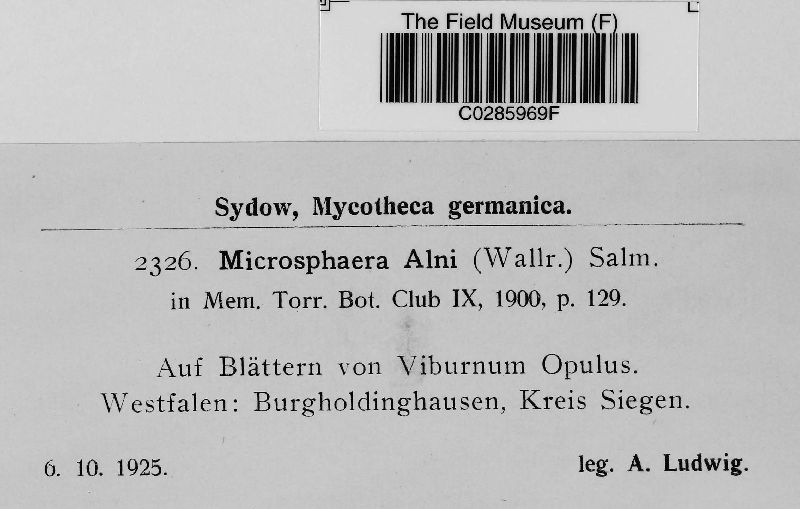 The Field Museum (F)
C0285969F
Sydow, Mycotheca germanica.
2326. Microsphaera Alni (Wallr.) Salm.
in Mem. Torr. Bot. Club IX, 1900, p. 129.
Auf Blättern von Viburnum Opulus.
Westfalen: Burgholdinghausen, Kreis Siegen.
6. 10. 1925. leg. A. Ludwig.